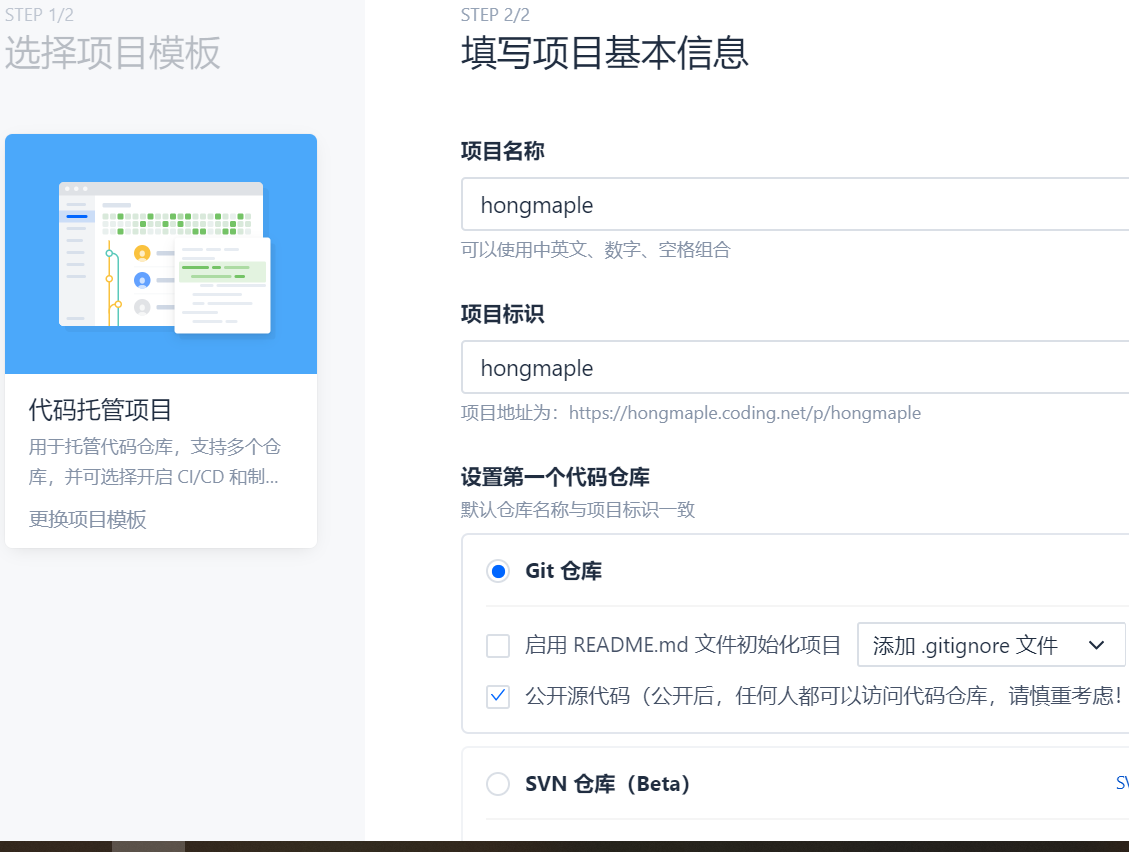 STEP 1/2
选择项目模板
代码托管项目
用于托管代码仓库，支持多个仓
库，并可选择开启 CI/CD 和制...
更换项目模板
STEP 2/2
填写项目基本信息
项目名称
hongmaple
可以使用中英文、数字、空格组合
项目标识
hongmaple
项目地址为：https://hongmaple.coding.net/p/hongmaple
设置第一个代码仓库
默认仓库名称与项目标识一致
Git 仓库
启用 README.md 文件初始化项目 添加 .gitignore 文件
公开源代码（公开后，任何人都可以访问代码仓库，请慎重考虑！
SVN 仓库（Beta）